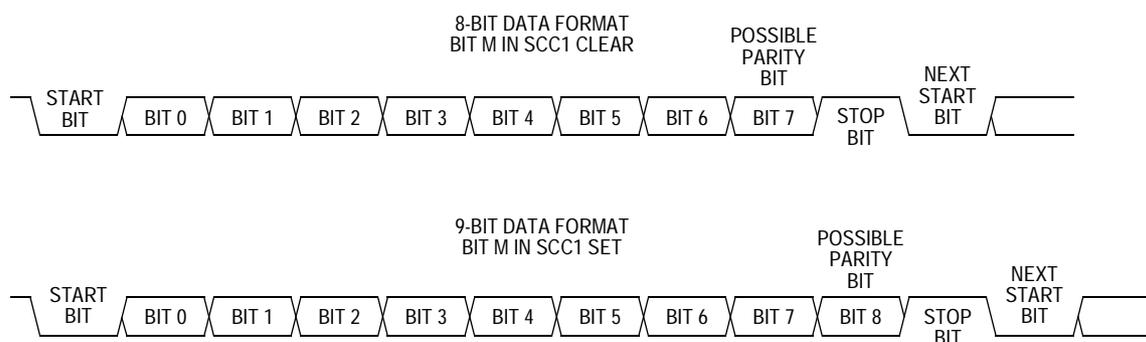 8-BIT DATA FORMAT
BIT M IN SCC1 CLEAR
POSSIBLE
PARITY
BIT
START
BIT
BIT 0
BIT 1
BIT 2
BIT 3
BIT 4
BIT 5
BIT 6
BIT 7
STOP
BIT
NEXT
START
BIT
9-BIT DATA FORMAT
BIT M IN SCC1 SET
POSSIBLE
PARITY
BIT
START
BIT
BIT 0
BIT 1
BIT 2
BIT 3
BIT 4
BIT 5
BIT 6
BIT 7
BIT 8
STOP
BIT
NEXT
START
BIT